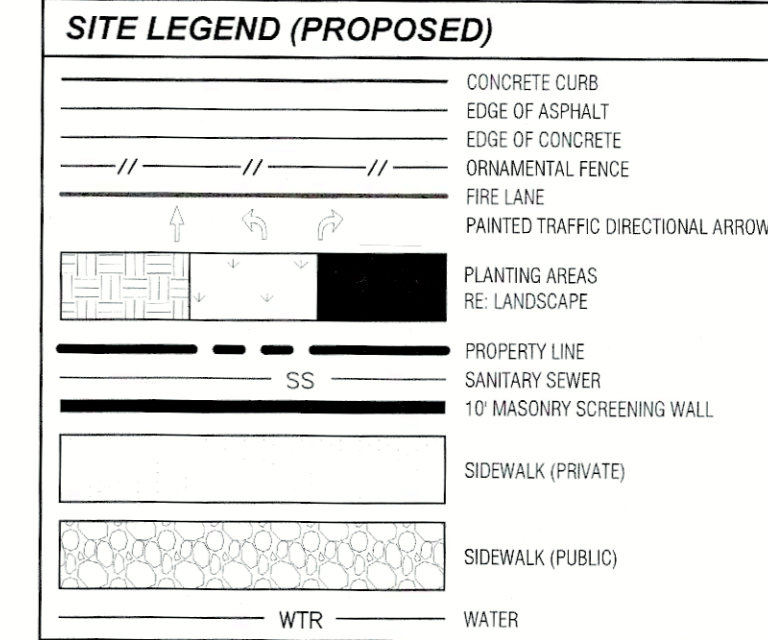 SITE LEGEND (PROPOSED)
CONCRETE CURB
EDGE OF ASPHALT
EDGE OF CONCRETE
// // // ORNAMENTAL FENCE
FIRE LANE
PAINTED TRAFFIC DIRECTIONAL ARROW
PLANTING AREAS
RE: LANDSCAPE
PROPERTY LINE
SS SANITARY SEWER
10' MASONRY SCREENING WALL
SIDEWALK (PRIVATE)
SIDEWALK (PUBLIC)
WTR WATER